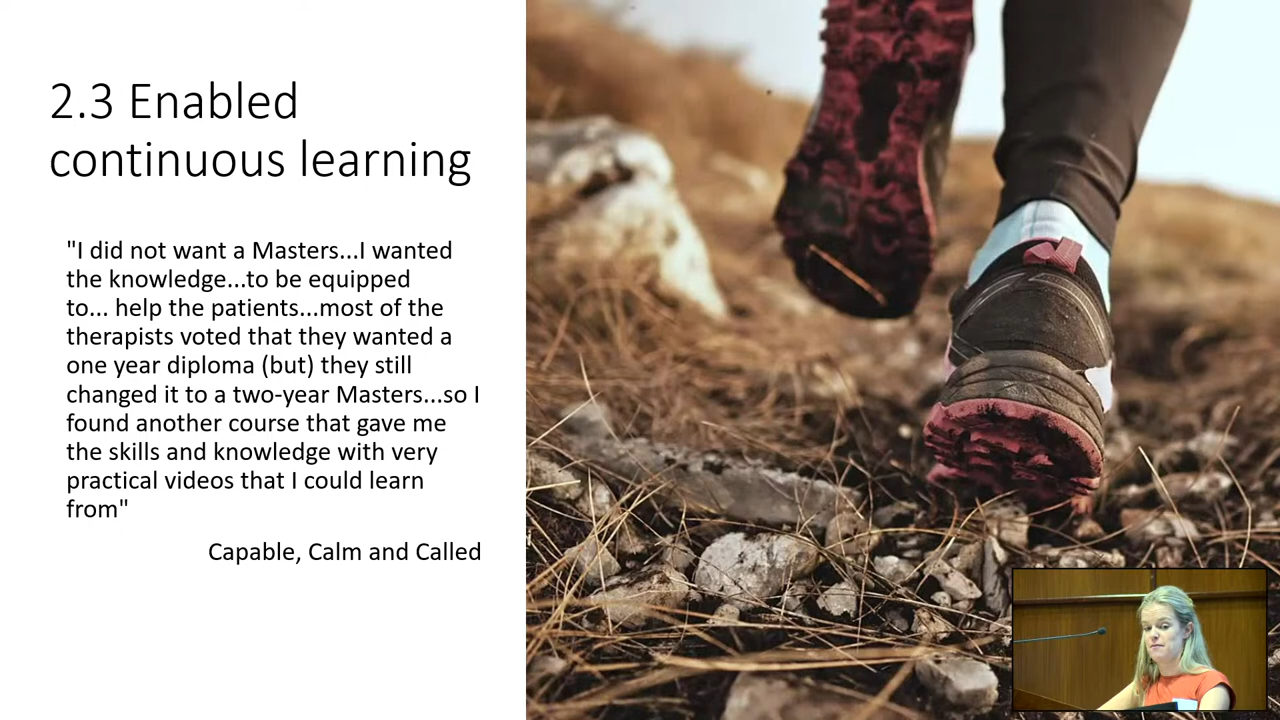 2.3 Enabled
continuous learning
"I did not want a Masters...I wanted
the knowledge...to be equipped
to... help the patients...most of the
therapists voted that they wanted a
one year diploma (but) they still
changed it to a two-year Masters...so I
found another course that gave me
the skills and knowledge with very
practical videos that I could learn
from"
Capable, Calm and Called